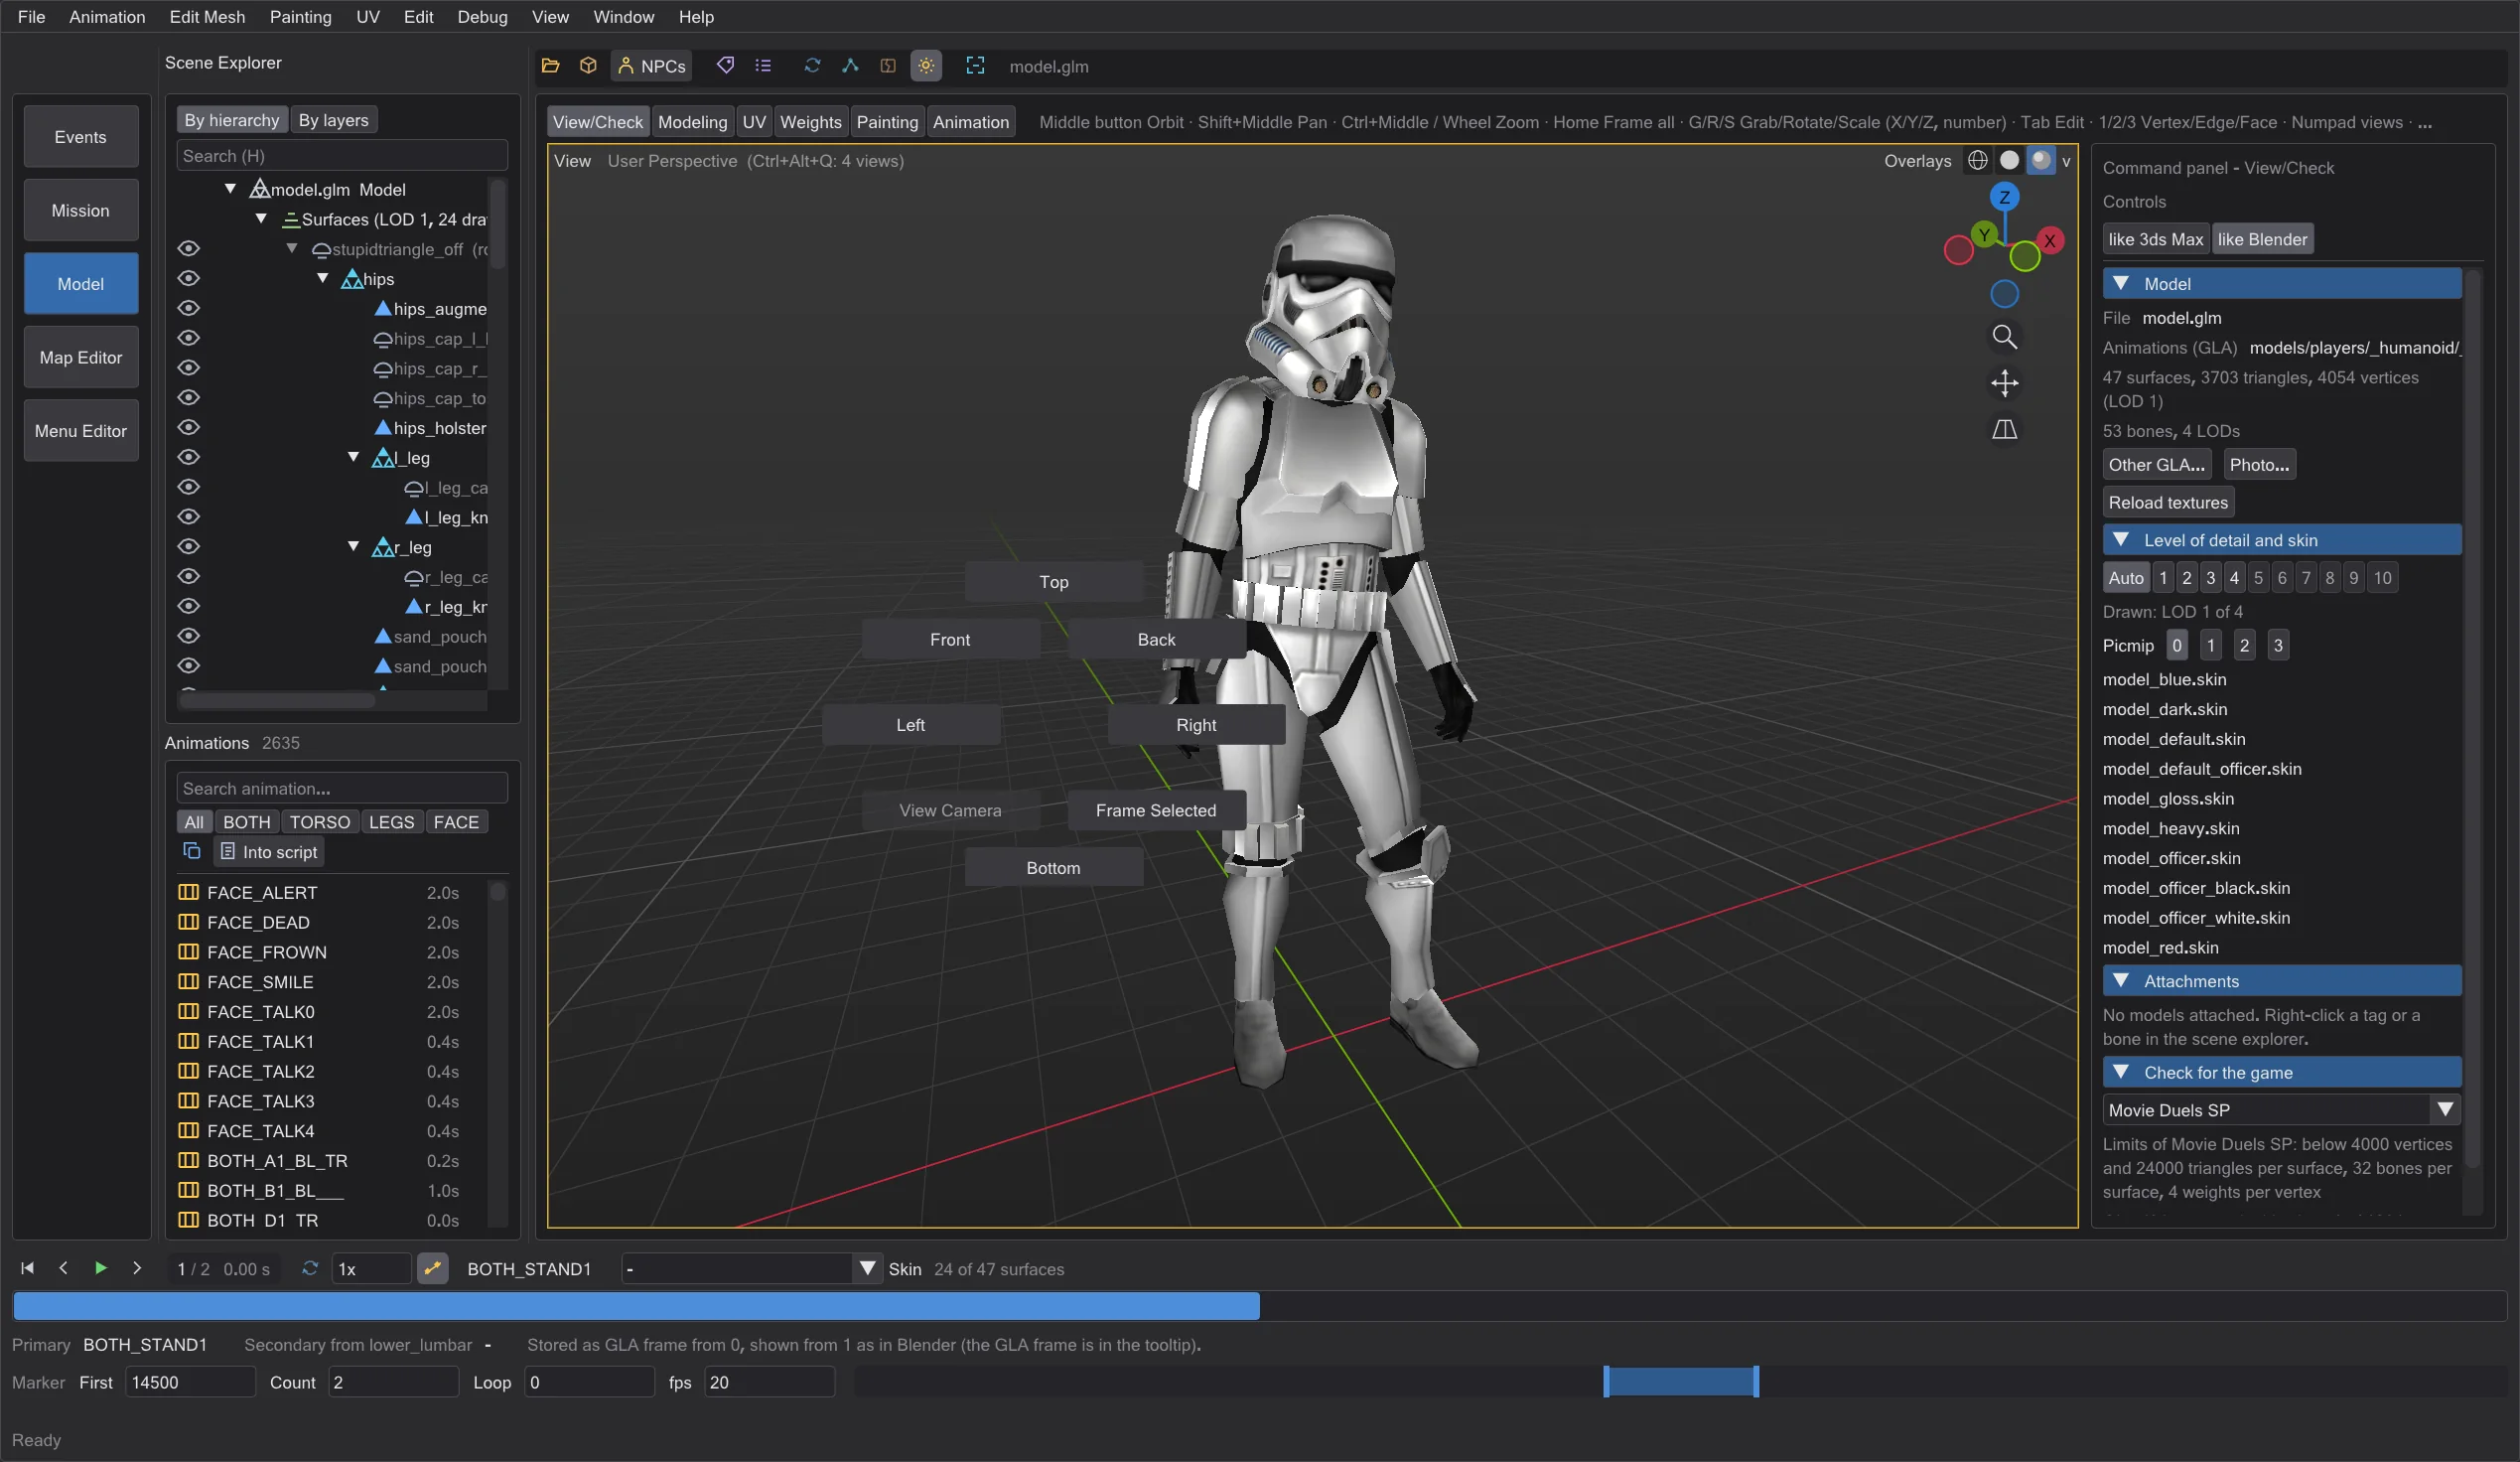 File Animation Edit Mesh Painting UV Edit Debug View Window Help
Scene Explorer
NPCs model.glm
Events
Mission
Model
Map Editor
Menu Editor
By hierarchy By layers
Search (H)
model.glm Model
Surfaces (LOD 1, 24 dra
stupidtriangle_off (ro
hips
hips_augme
hips_cap_l_l
hips_cap_r_
hips_cap_to
hips_holster
l_leg
l_leg_ca
l_leg_kn
r_leg
r_leg_ca
r_leg_kn
sand_pouch
sand_pouch
Animations 2635
Search animation...
All BOTH TORSO LEGS FACE
Into script
FACE_ALERT 2.0s
FACE_DEAD 2.0s
FACE_FROWN 2.0s
FACE_SMILE 2.0s
FACE_TALK0 2.0s
FACE_TALK1 0.4s
FACE_TALK2 0.4s
FACE_TALK3 0.4s
FACE_TALK4 0.4s
BOTH_A1_BL_TR 0.2s
BOTH_B1_BL___ 1.0s
BOTH_D1_TR 0.0s
View/Check Modeling UV Weights Painting Animation Middle button Orbit · Shift+Middle Pan · Ctrl+Middle / Wheel Zoom · Home Frame all · G/R/S Grab/Rotate/Scale (X/Y/Z, number) · Tab Edit · 1/2/3 Vertex/Edge/Face · Numpad views · ...
View User Perspective (Ctrl+Alt+Q: 4 views) Overlays v
Z
Y X
Top
Front Back
Left Right
View Camera Frame Selected
Bottom
Command panel - View/Check
Controls
like 3ds Max like Blender
Model
File model.glm
Animations (GLA) models/players/_humanoid/_
47 surfaces, 3703 triangles, 4054 vertices
(LOD 1)
53 bones, 4 LODs
Other GLA... Photo...
Reload textures
Level of detail and skin
Auto 1 2 3 4 5 6 7 8 9 10
Drawn: LOD 1 of 4
Picmip 0 1 2 3
model_blue.skin
model_dark.skin
model_default.skin
model_default_officer.skin
model_gloss.skin
model_heavy.skin
model_officer.skin
model_officer_black.skin
model_officer_white.skin
model_red.skin
Attachments
No models attached. Right-click a tag or a
bone in the scene explorer.
Check for the game
Movie Duels SP
Limits of Movie Duels SP: below 4000 vertices
and 24000 triangles per surface, 32 bones per
surface, 4 weights per vertex
1 / 2 0.00 s 1x BOTH_STAND1 - Skin 24 of 47 surfaces
Primary BOTH_STAND1 Secondary from lower_lumbar - Stored as GLA frame from 0, shown from 1 as in Blender (the GLA frame is in the tooltip).
Marker First 14500 Count 2 Loop 0 fps 20
Ready